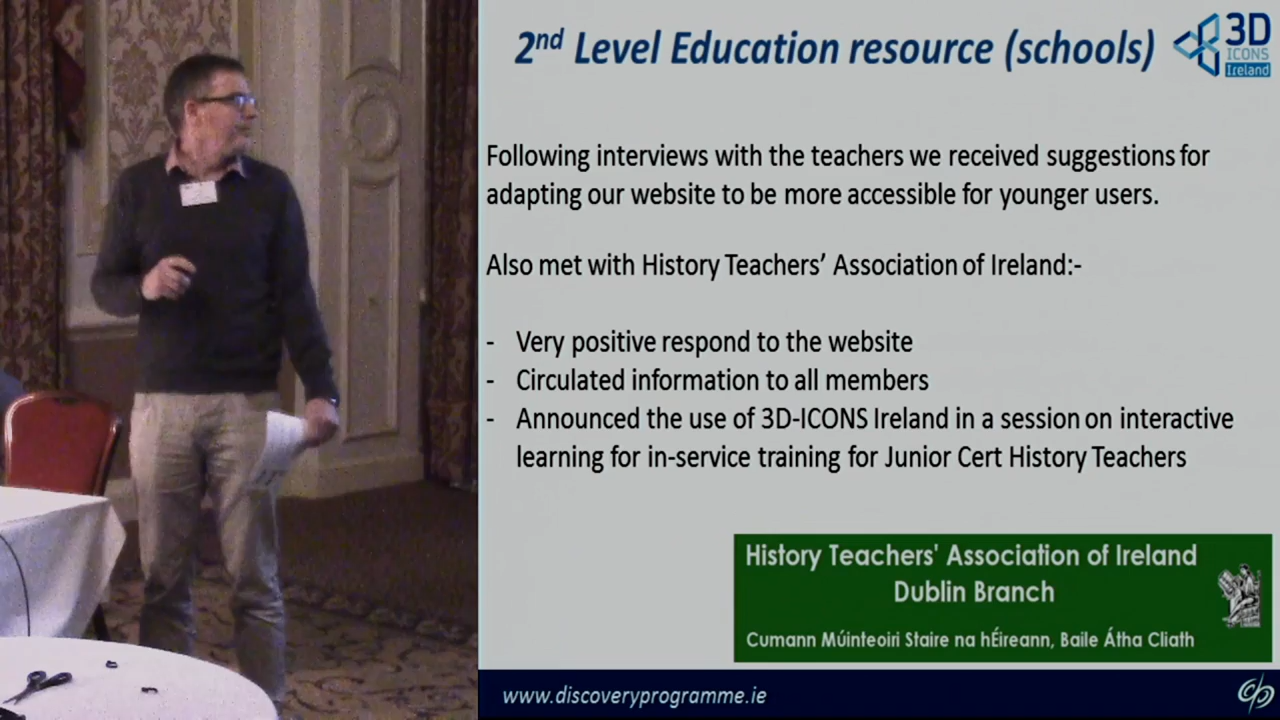 2nd Level Education resource (schools)
3D
ICONS
Ireland
Following interviews with the teachers we received suggestions for
adapting our website to be more accessible for younger users.
Also met with History Teachers' Association of Ireland:-
- Very positive respond to the website
- Circulated information to all members
- Announced the use of 3D-ICONS Ireland in a session on interactive
learning for in-service training for Junior Cert History Teachers
History Teachers' Association of Ireland
Dublin Branch
Cumann Múinteoiri Staire na hÉireann, Baile Átha Cliath
www.discoveryprogramme.ie